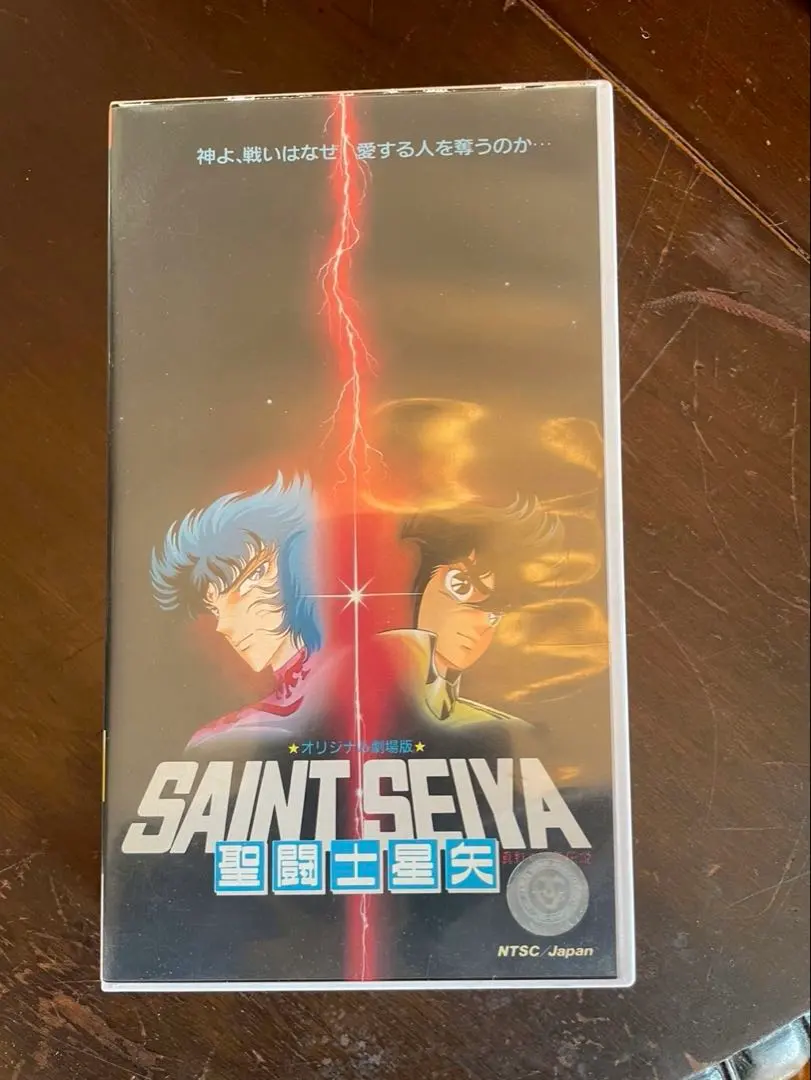 神よ、戦いはなぜ 愛する人を奪うのか…
★オリジナル劇場版★
SAINT SEIYA
聖闘士星矢
NTSC/Japan